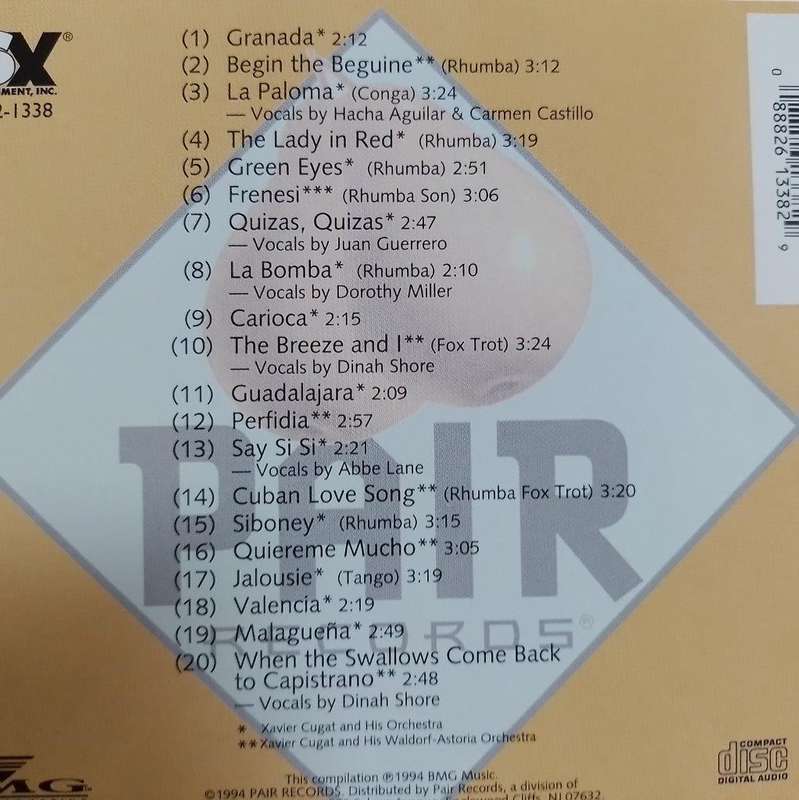 SX®
MENT, INC.
2-1338
(1) Granada* 2:12
(2) Begin the Beguine** (Rhumba) 3:12
(3) La Paloma* (Conga) 3:24
— Vocals by Hacha Aguilar & Carmen Castillo
(4) The Lady in Red* (Rhumba) 3:19
(5) Green Eyes* (Rhumba) 2:51
(6) Frenesi*** (Rhumba Son) 3:06
(7) Quizas, Quizas* 2:47
— Vocals by Juan Guerrero
(8) La Bomba* (Rhumba) 2:10
— Vocals by Dorothy Miller
(9) Carioca* 2:15
(10) The Breeze and I** (Fox Trot) 3:24
— Vocals by Dinah Shore
(11) Guadalajara* 2:09
(12) Perfidia** 2:57
(13) Say Si Si* 2:21
— Vocals by Abbe Lane
(14) Cuban Love Song** (Rhumba Fox Trot) 3:20
(15) Siboney* (Rhumba) 3:15
(16) Quiereme Mucho** 3:05
(17) Jalousie* (Tango) 3:19
(18) Valencia* 2:19
(19) Malagueña* 2:49
(20) When the Swallows Come Back
to Capistrano** 2:48
— Vocals by Dinah Shore
* Xavier Cugat and His Orchestra
** Xavier Cugat and His Waldorf-Astoria Orchestra
This compilation ℗1994 BMG Music.
©1994 PAIR RECORDS. Distributed by Pair Records, a division of
NJ 07632.
PAIR
RECORDS®
BMG
0 88826 13382 9
COMPACT
disc
DIGITAL AUDIO